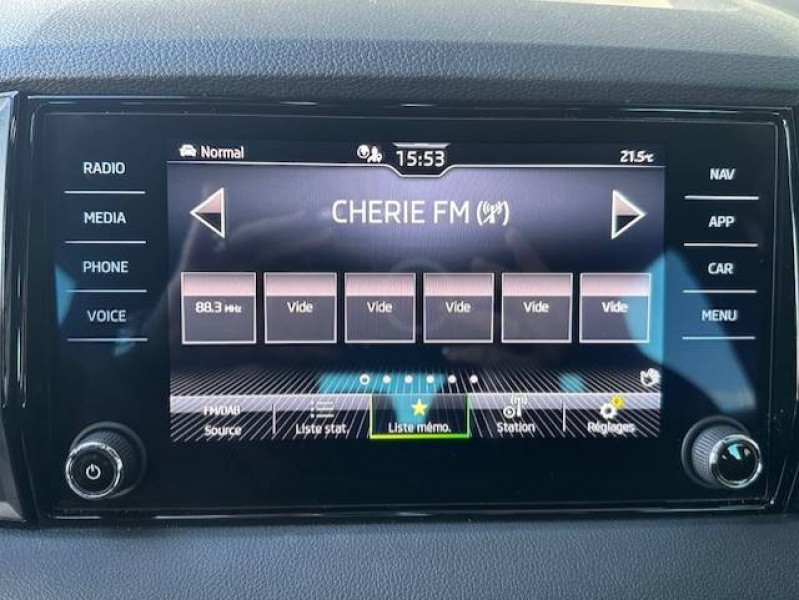 Normal
15:53
21.5°C
RADIO
MEDIA
PHONE
VOICE
CHERIE FM
NAV
APP
CAR
MENU
88.3 MHz
Vide
Vide
Vide
Vide
Vide
FM/DAB
Source
Liste stat.
Liste mémo.
Station
Réglages